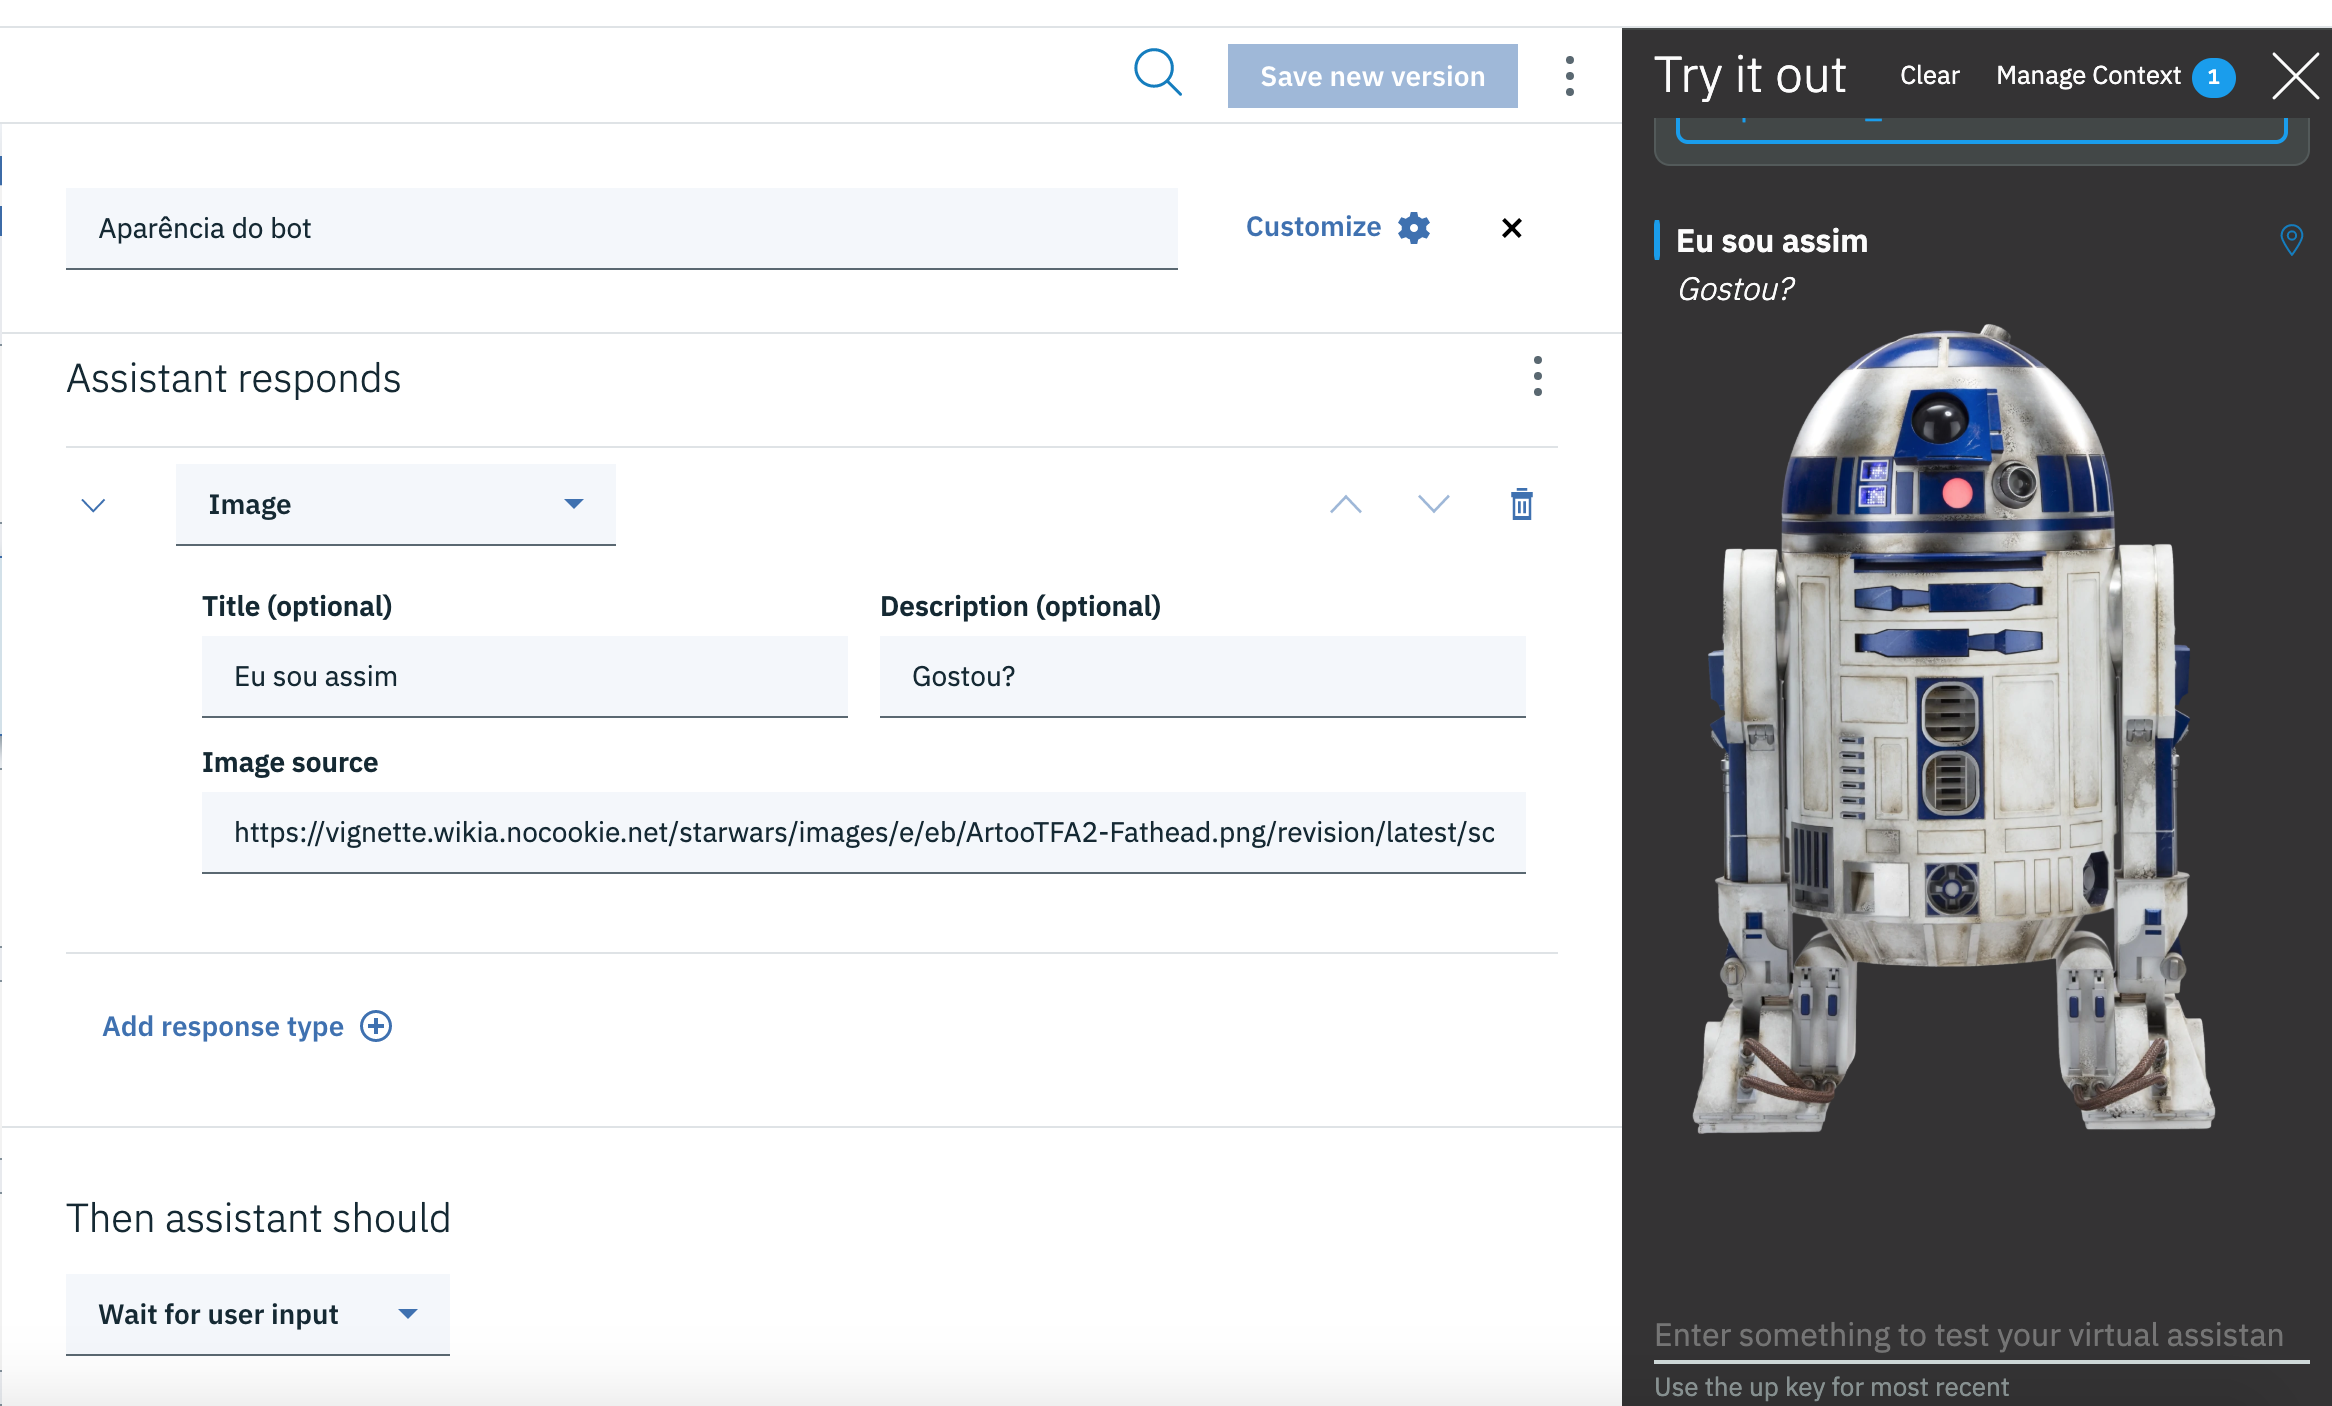 Save new version
Aparência do bot
Customize
Assistant responds
Image
Title (optional)
Description (optional)
Eu sou assim
Gostou?
Image source
https://vignette.wikia.nocookie.net/starwars/images/e/eb/ArtooTFA2-Fathead.png/revision/latest/sc
Add response type
Then assistant should
Wait for user input
Try it out
Clear
Manage Context 1
Eu sou assim
Gostou?
Enter something to test your virtual assistan
Use the up key for most recent